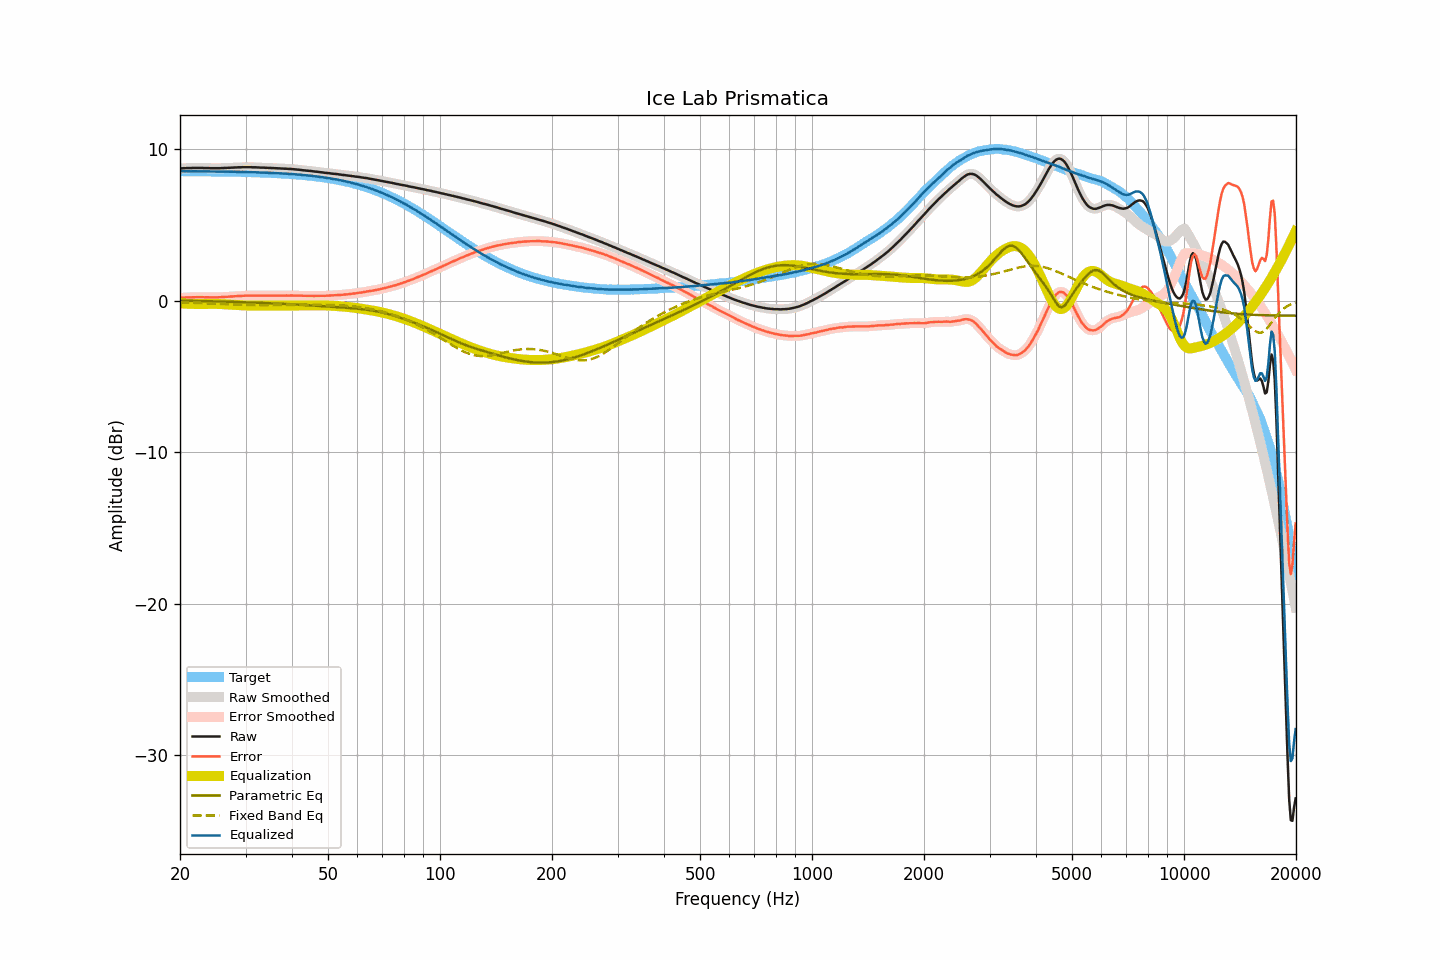 Ice Lab Prismatica
Amplitude (dBr)
10
0
−10
−20
−30
Target
Raw Smoothed
Error Smoothed
Raw
Error
Equalization
Parametric Eq
Fixed Band Eq
Equalized
20 50 100 200 500 1000 2000 5000 10000 20000
Frequency (Hz)